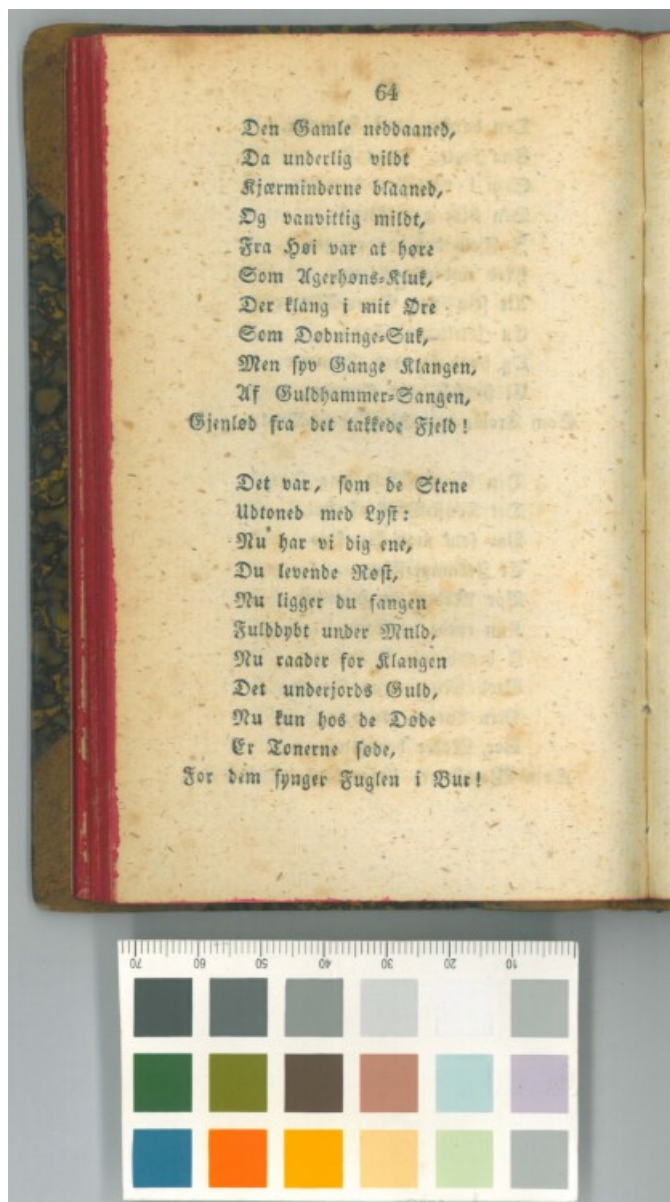 64
Den Gamle neddaaned,
Da underlig vildt
Kjærminderne blaaned,
Og vanvittig mildt,
Fra Høi var at høre
Som Agerhøns-Kluk,
Der klang i mit Øre
Som Dødninge-Suk,
Men syv Gange Klangen,
Af Guldhammer-Sangen,
Gjenlød fra det takkede Fjeld!
Det var, som de Stene
Udtoned med Lyst:
Nu har vi dig ene,
Du levende Røst,
Nu ligger du fangen
Fulddybt under Muld,
Nu raader for Klangen
Det underjords Guld,
Nu kun hos de Døde
Er Tonerne søde,
For dem synger Fuglen i Buur!
70 60 50 40 30 20 10